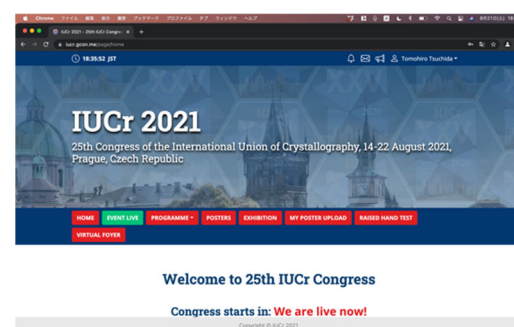 Chrome ファイル 編集 表示 履歴 ブックマーク プロファイル タブ ウィンドウ ヘルプ
IUCr 2021 - 25th IUCr Congres
iucr.gcon.me/page/home
18:35:52 JST
Tomohiro Tsuchida
IUCr 2021
25th Congress of the International Union of Crystallography, 14-22 August 2021,
Prague, Czech Republic
HOME EVENT LIVE PROGRAMME POSTERS EXHIBITION MY POSTER UPLOAD RAISED HAND TEST
VIRTUAL FOYER
Welcome to 25th IUCr Congress
Congress starts in: We are live now!
Copyright © IUCr 2021